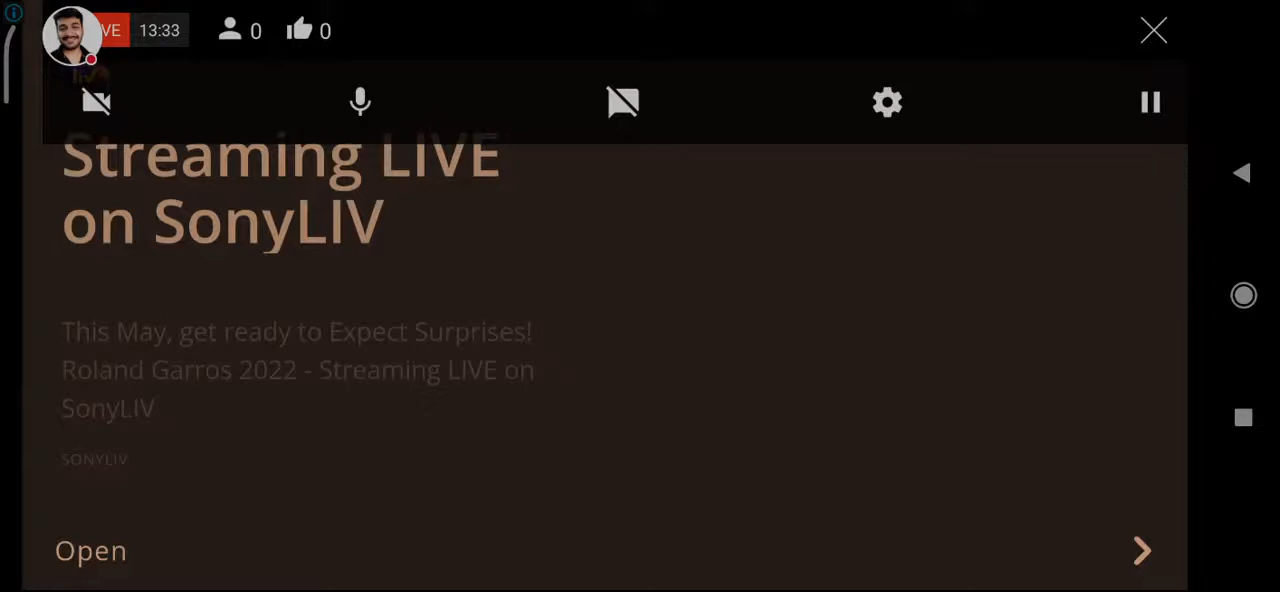 VE 13:33 0 0
liv
Streaming LIVE
on SonyLIV
This May, get ready to Expect Surprises!
Roland Garros 2022 - Streaming LIVE on
SonyLIV
SONYLIV
Open